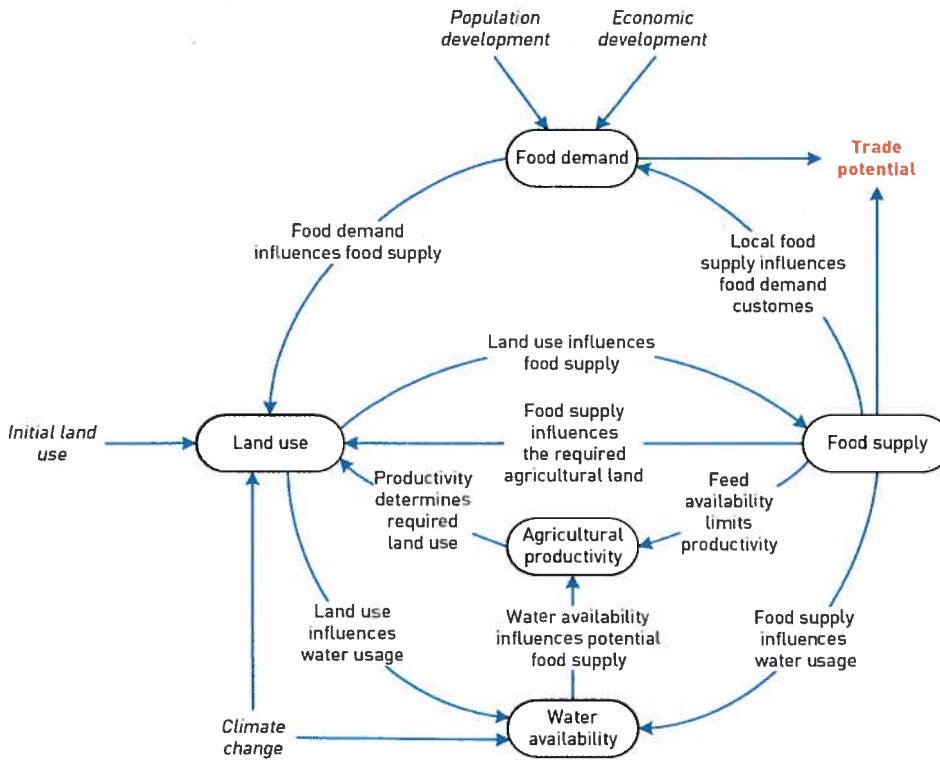 Population
development
Economic
development
Food demand
Trade
potential
Food demand
influences food supply
Local food
supply influences
food demand
customes
Land use influences
food supply
Initial land
use
Land use
Food supply
influences
the required
agricultural land
Food supply
Productivity
determines
required
land use
Feed
availability
limits
productivity
Agricultural
productivity
Land use
influences
water usage
Water availability
influences potential
food supply
Food supply
influences
water usage
Climate
change
Water
availability